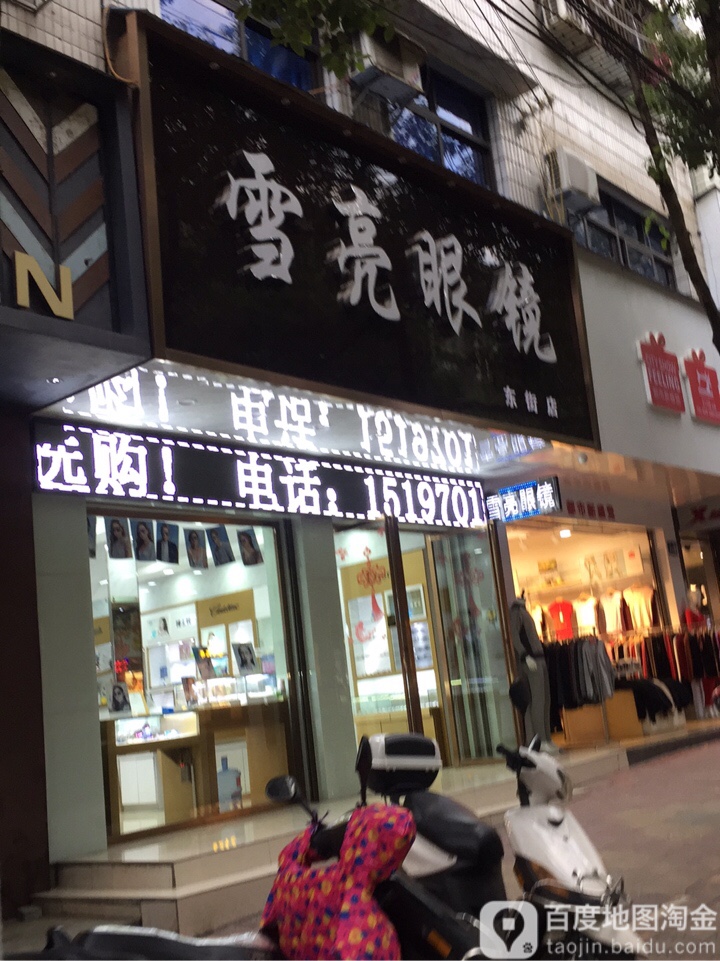 雪亮眼镜
东街店
N
选购！ 电话：1519701
雪亮眼镜
百度地图淘金
taojin.baidu.com